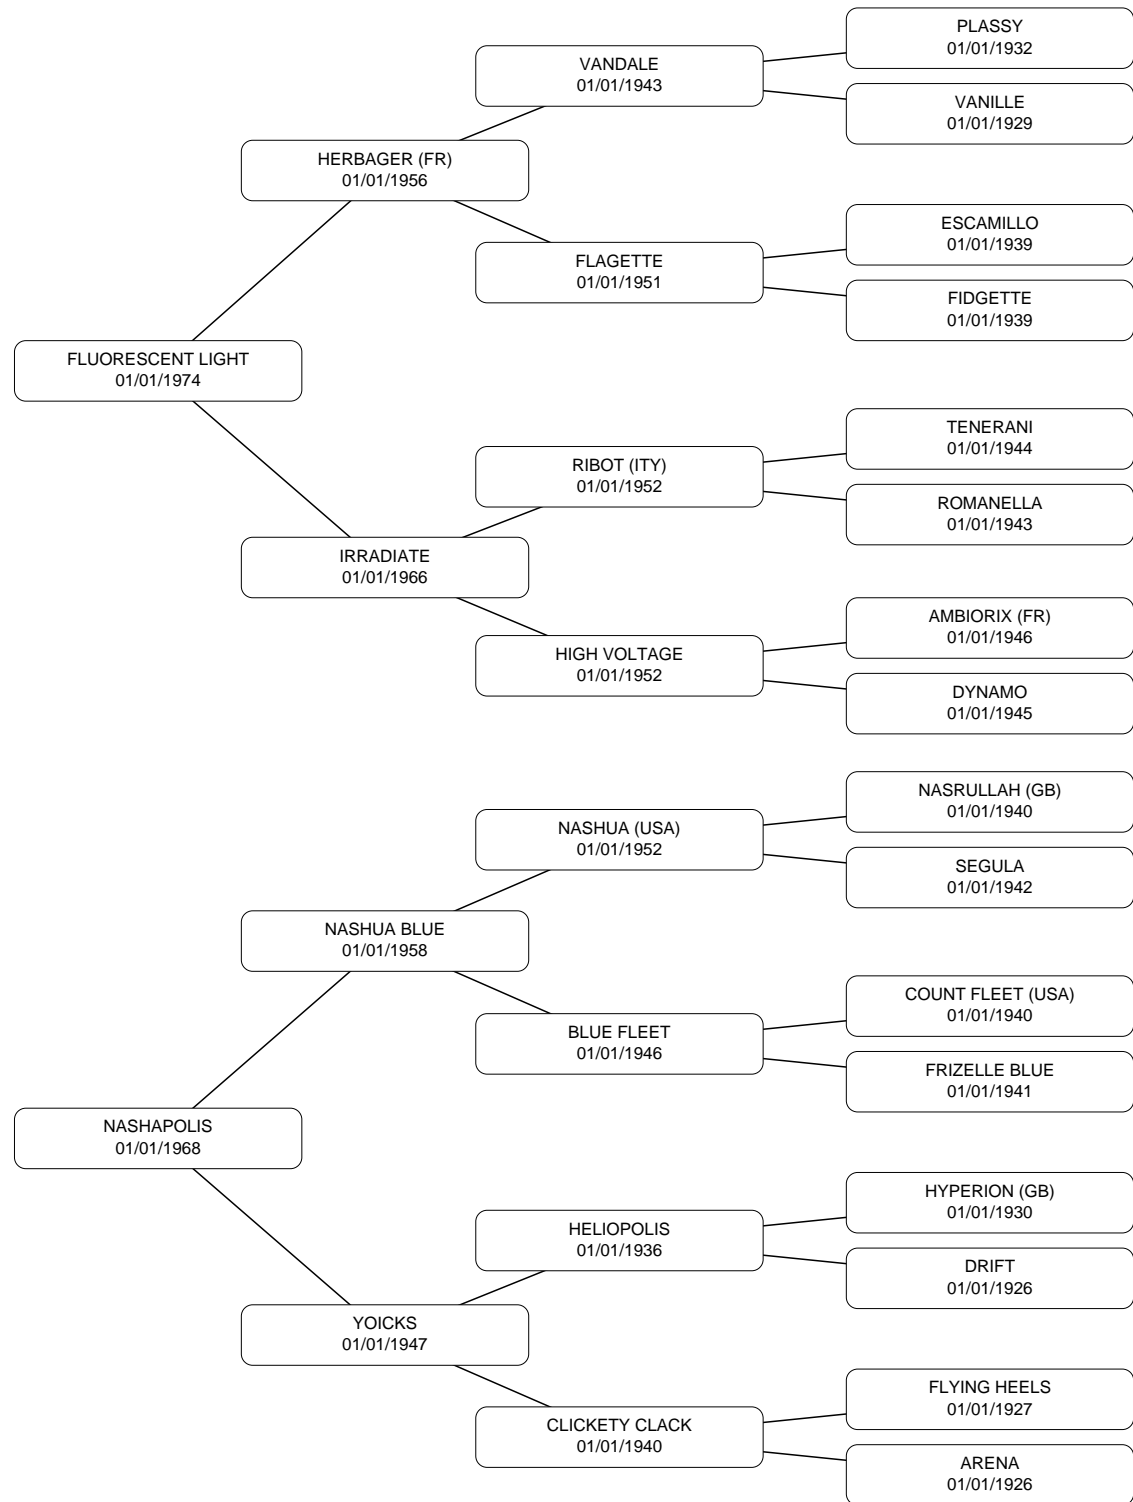 PLASSY
01/01/1932
VANDALE
01/01/1943
VANILLE
01/01/1929
HERBAGER (FR)
01/01/1956
ESCAMILLO
01/01/1939
FLAGETTE
01/01/1951
FIDGETTE
01/01/1939
FLUORESCENT LIGHT
01/01/1974
TENERANI
01/01/1944
RIBOT (ITY)
01/01/1952
ROMANELLA
01/01/1943
IRRADIATE
01/01/1966
AMBIORIX (FR)
01/01/1946
HIGH VOLTAGE
01/01/1952
DYNAMO
01/01/1945
NASRULLAH (GB)
01/01/1940
NASHUA (USA)
01/01/1952
SEGULA
01/01/1942
NASHUA BLUE
01/01/1958
COUNT FLEET (USA)
01/01/1940
BLUE FLEET
01/01/1946
FRIZELLE BLUE
01/01/1941
NASHAPOLIS
01/01/1968
HYPERION (GB)
01/01/1930
HELIOPOLIS
01/01/1936
DRIFT
01/01/1926
YOICKS
01/01/1947
FLYING HEELS
01/01/1927
CLICKETY CLACK
01/01/1940
ARENA
01/01/1926